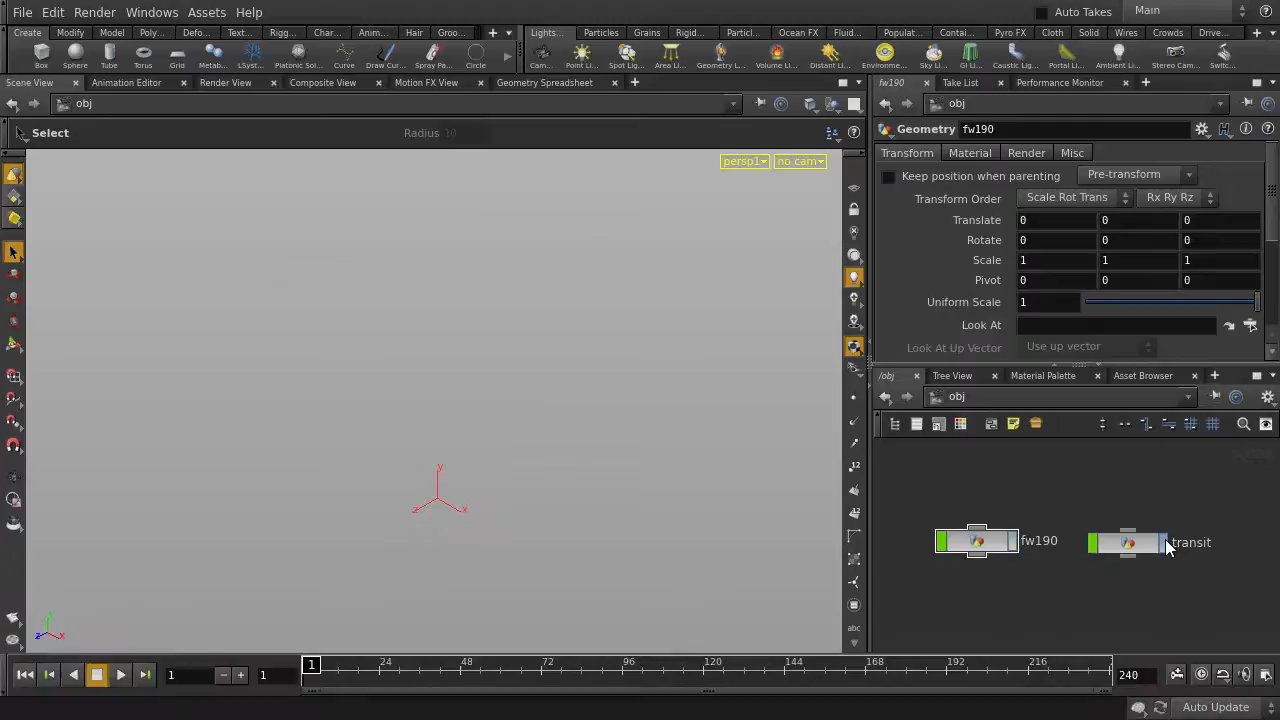 File Edit Render Windows Assets Help Auto Takes Main
Create Modify Model Poly... Defo... Text... Rigg... Char... Anim... Hair Groo... Lights... Particles Grains Rigid... Particl... Ocean FX Fluid... Populat... Contai... Pyro FX Cloth Solid Wires Crowds Drive...
Box Sphere Tube Torus Grid Metab... LSyst... Platonic Sol... Curve Draw Cur... Spray Pa... Circle Cam... Point Li... Spot Lig... Area Li... Geometry L... Volume Li... Distant Li... Environme... Sky Li... GI Li... Caustic Lig... Portal Li... Ambient Li... Stereo Cam... Switc...
Scene View Animation Editor Render View Composite View Motion FX View Geometry Spreadsheet fw190 Take List Performance Monitor
obj obj
Select Radius 10
Geometry fw190
persp1 no cam
Transform Material Render Misc
Keep position when parenting Pre-transform
Transform Order Scale Rot Trans Rx Ry Rz
Translate 0 0 0
Rotate 0 0 0
Scale 1 1 1
Pivot 0 0 0
Uniform Scale 1
Look At
Look At Up Vector Use up vector
/obj Tree View Material Palette Asset Browser
obj
12
12
abc
y
z x
y
z x
fw190 transit
1 1 1 24 48 72 96 120 144 168 192 216 240
Auto Update